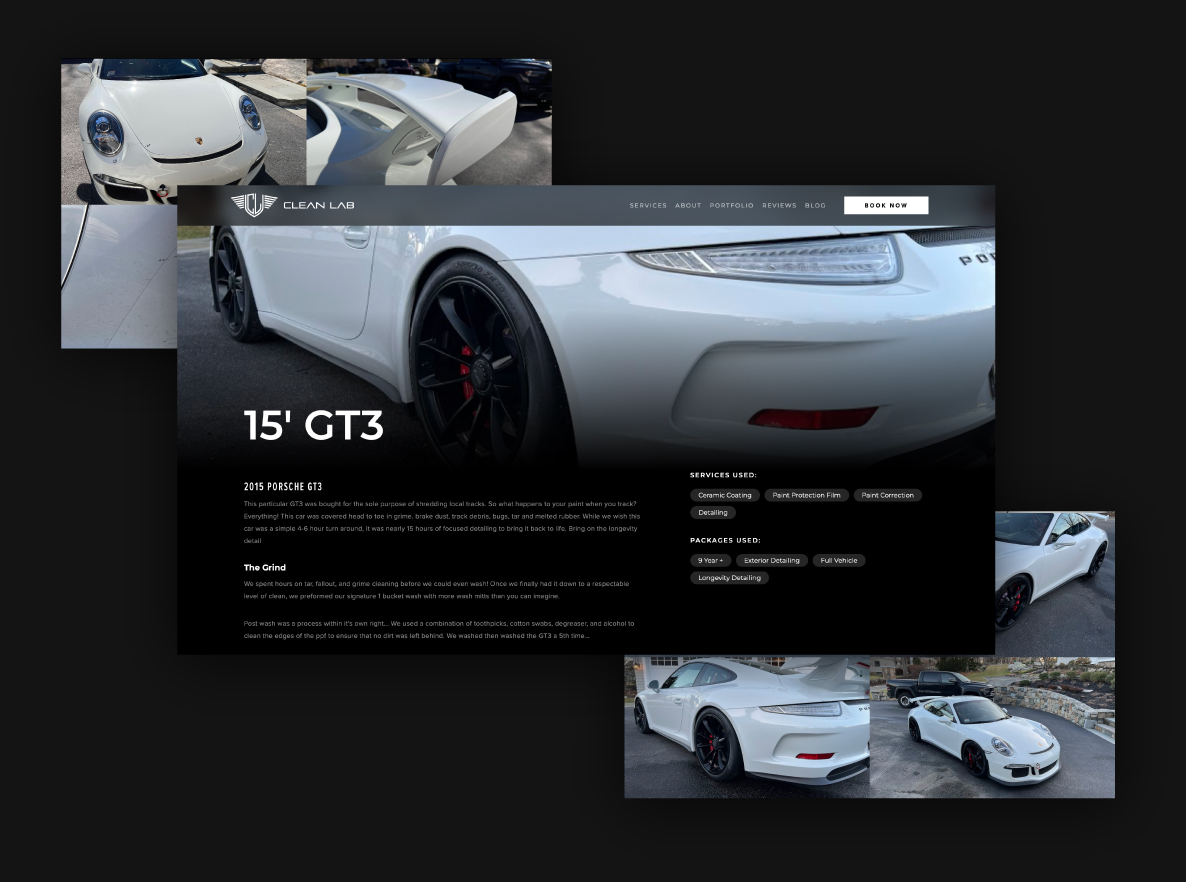 CLEAN LAB
SERVICES ABOUT PORTFOLIO REVIEWS BLOG BOOK NOW
15' GT3
2015 PORSCHE GT3
This particular GT3 was bought for the sole purpose of shredding local tracks. So what happens to your paint when you track?
Everything! This car was covered head to toe in grime, brake dust, track debris, bugs, tar and melted rubber. While we wish this
car was a simple 4-6 hour turn around, it was nearly 15 hours of focused detailing to bring it back to life. Bring on the longevity
detail
The Grind
We spent hours on tar, fallout, and grime cleaning before we could even wash! Once we finally had it down to a respectable
level of clean, we preformed our signature 1 bucket wash with more wash mitts than you can imagine.
Post wash was a process within it's own right... We used a combination of toothpicks, cotton swabs, degreaser, and alcohol to
clean the edges of the ppf to ensure that no dirt was left behind. We washed then washed the GT3 a 5th time...
SERVICES USED:
Ceramic Coating Paint Protection Film Paint Correction
Detailing
PACKAGES USED:
9 Year + Exterior Detailing Full Vehicle
Longevity Detailing